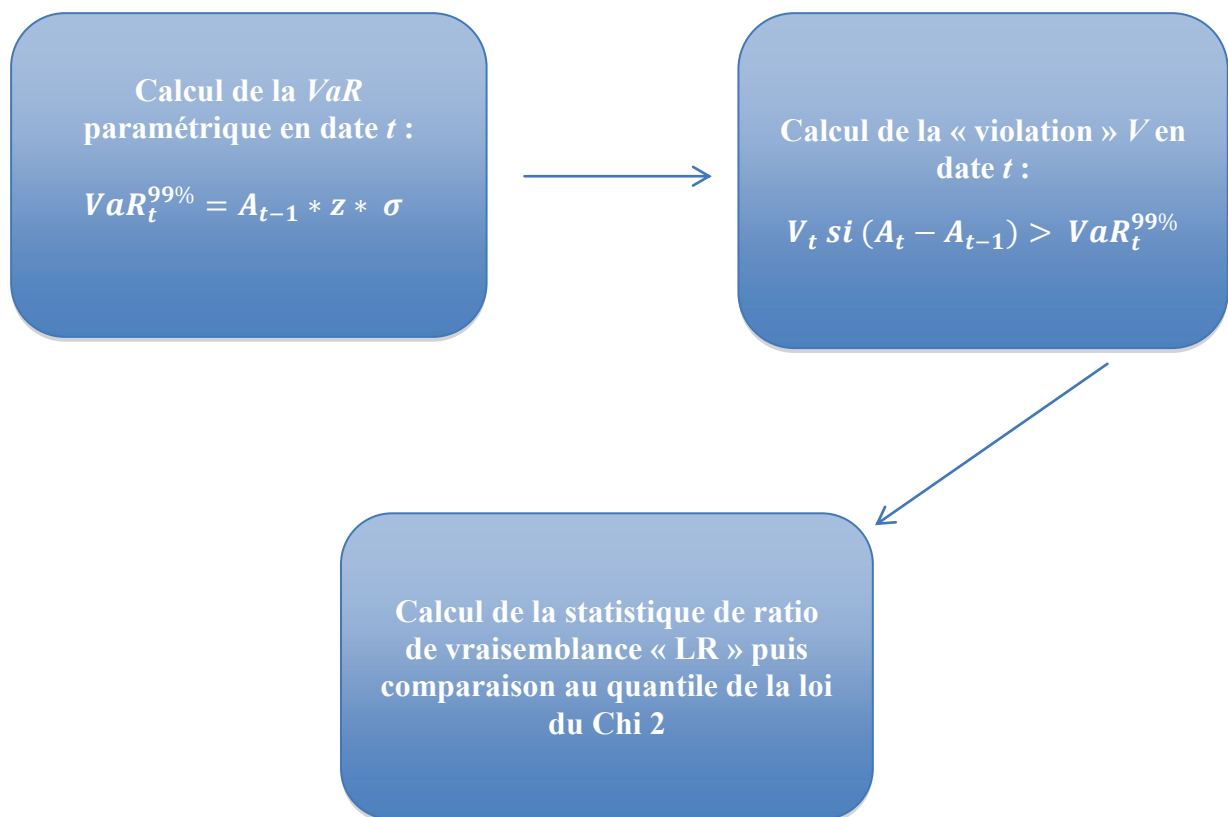 Calcul de la VaR
paramétrique en date t :
VaR_t^{99%} = A_{t−1} * z * σ
Calcul de la « violation » V en
date t :
V_t si (A_t − A_{t−1}) > VaR_t^{99%}
Calcul de la statistique de ratio
de vraisemblance « LR » puis
comparaison au quantile de la loi
du Chi 2